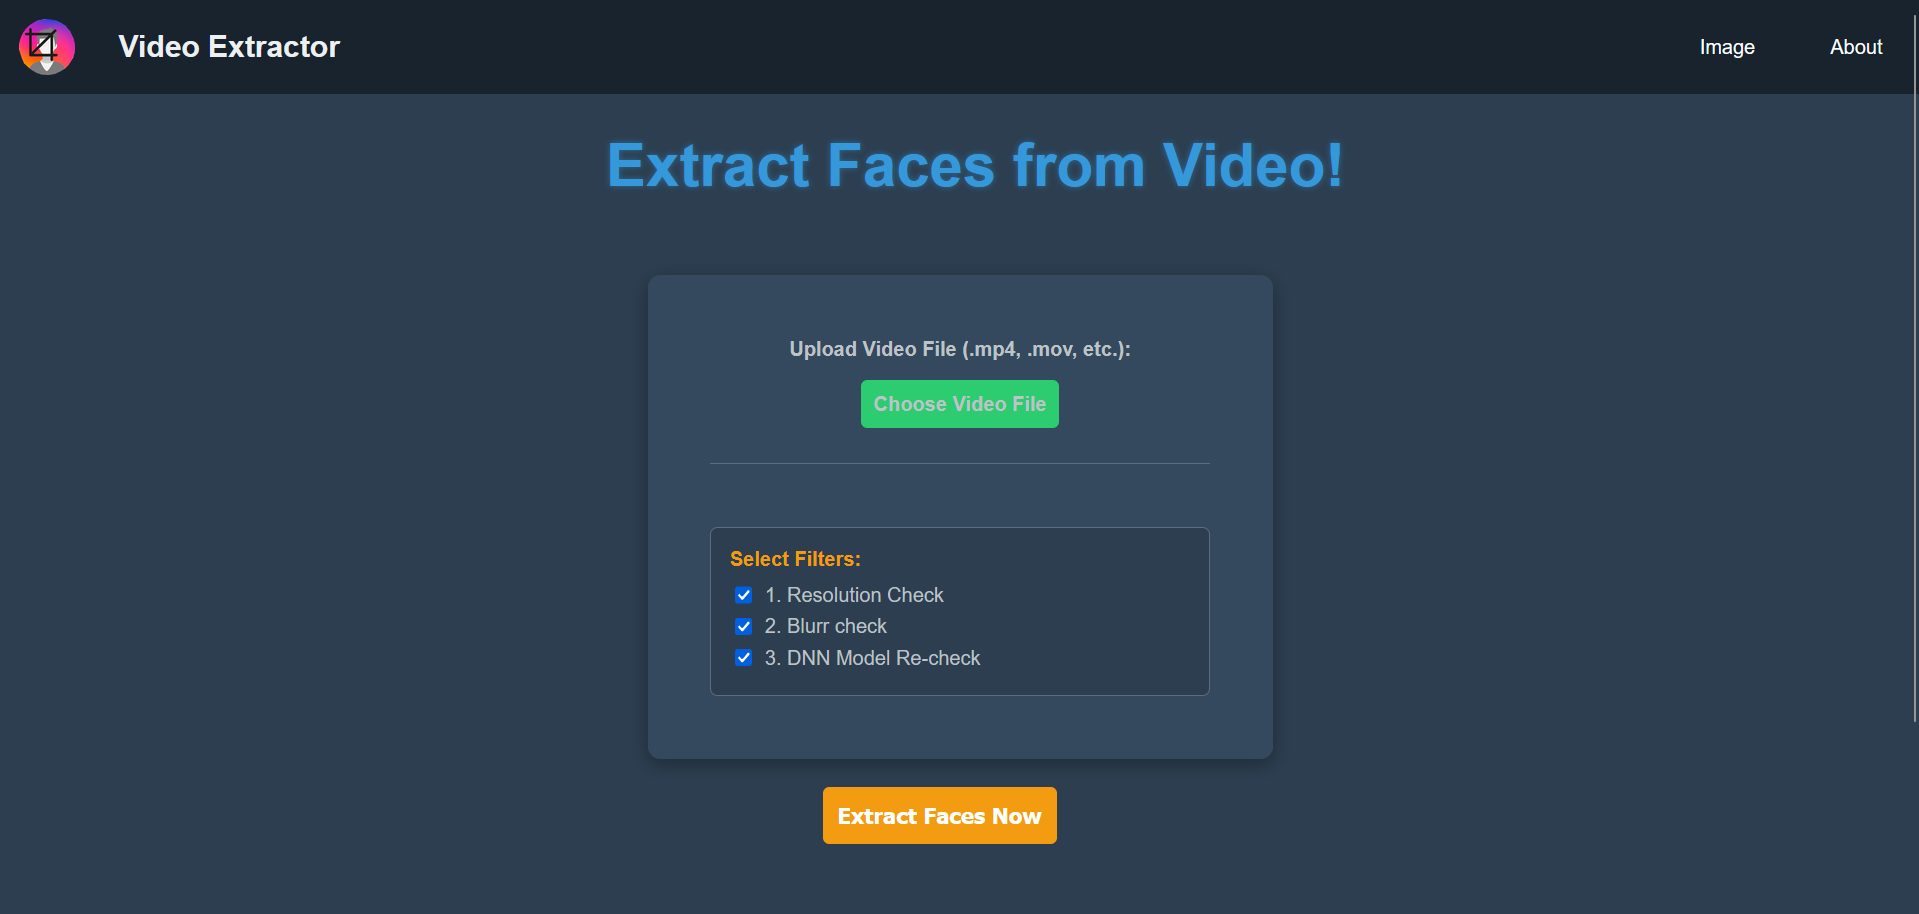 Video Extractor
Image
About
Extract Faces from Video!
Upload Video File (.mp4, .mov, etc.):
Choose Video File
Select Filters:
1. Resolution Check
2. Blurr check
3. DNN Model Re-check
Extract Faces Now